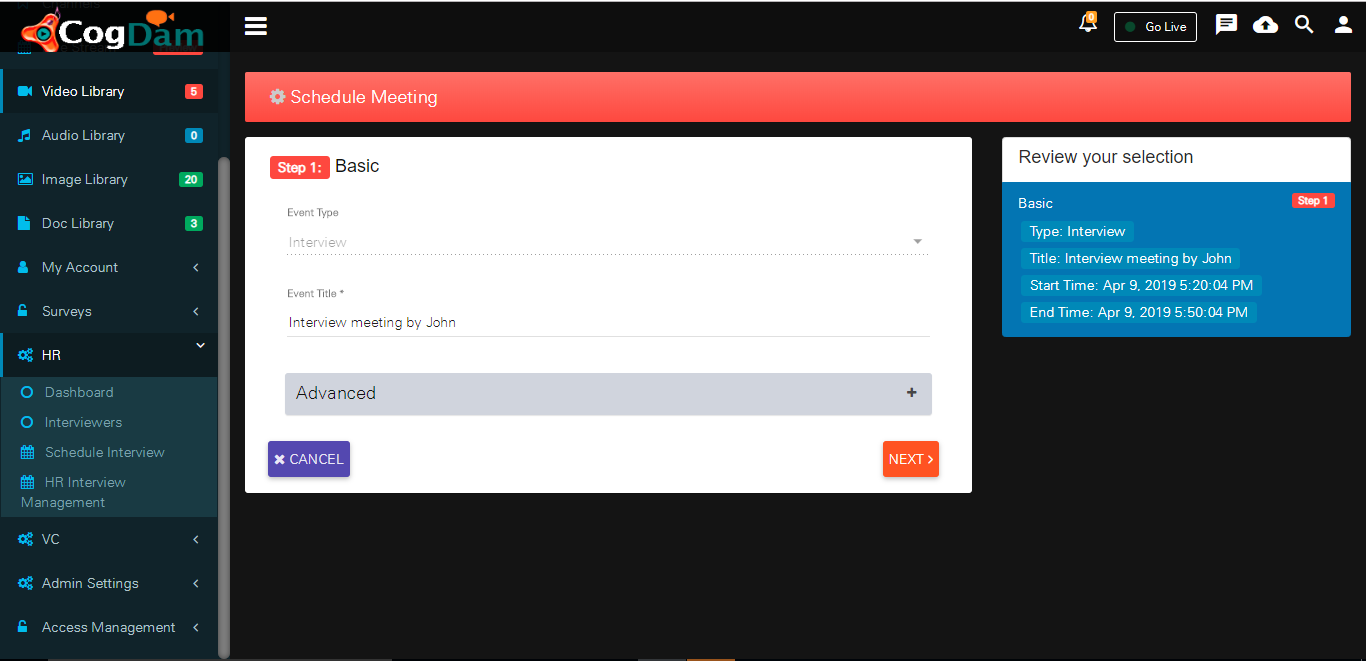 CogDam
0
Go Live
Video Library 5
Audio Library 0
Image Library 20
Doc Library 3
My Account
Surveys
HR
Dashboard
Interviewers
Schedule Interview
HR Interview
Management
VC
Admin Settings
Access Management
Schedule Meeting
Step 1: Basic
Event Type
Interview
Event Title *
Interview meeting by John
Advanced +
CANCEL
NEXT
Review your selection
Basic Step 1
Type: Interview
Title: Interview meeting by John
Start Time: Apr 9, 2019 5:20:04 PM
End Time: Apr 9, 2019 5:50:04 PM